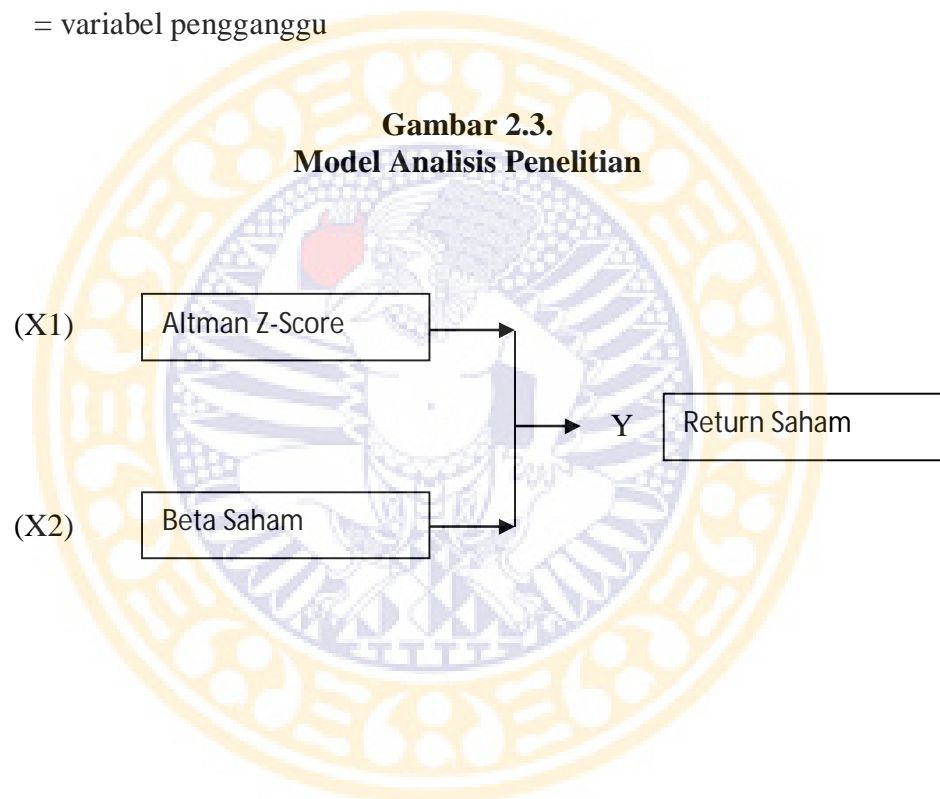 = variabel pengganggu
Gambar 2.3.
Model Analisis Penelitian
(X1) Altman Z-Score
Y Return Saham
(X2) Beta Saham